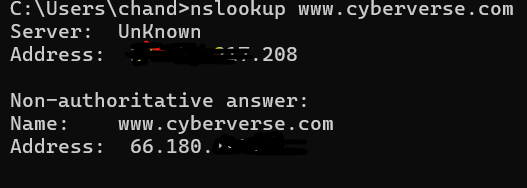 C:\Users\chand>nslookup www.cyberverse.com
Server: UnKnown
Address: 17.208
Non-authoritative answer:
Name: www.cyberverse.com
Address: 66.180.